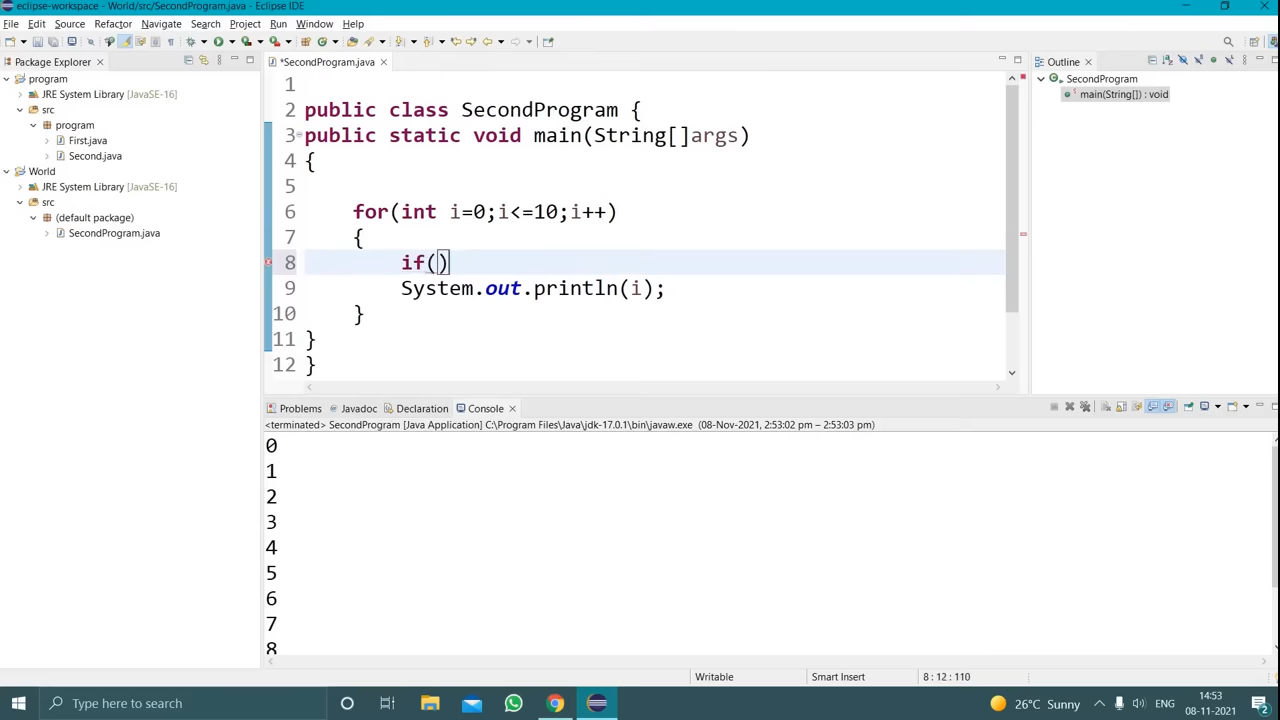 eclipse-workspace - World/src/SecondProgram.java - Eclipse IDE
File Edit Source Refactor Navigate Search Project Run Window Help
Package Explorer
*SecondProgram.java
Outline
program
JRE System Library [JavaSE-16]
src
program
First.java
Second.java
World
JRE System Library [JavaSE-16]
src
(default package)
SecondProgram.java
1
2 public class SecondProgram {
3 public static void main(String[]args)
4 {
5
6 for(int i=0;i<=10;i++)
7 {
8 if()
9 System.out.println(i);
10 }
11 }
12 }
SecondProgram
main(String[]) : void
Problems Javadoc Declaration Console
<terminated> SecondProgram [Java Application] C:\Program Files\Java\jdk-17.0.1\bin\javaw.exe (08-Nov-2021, 2:53:02 pm – 2:53:03 pm)
0
1
2
3
4
5
6
7
8
Writable Smart Insert 8 : 12 : 110
Type here to search
26°C Sunny
ENG
14:53
08-11-2021
2